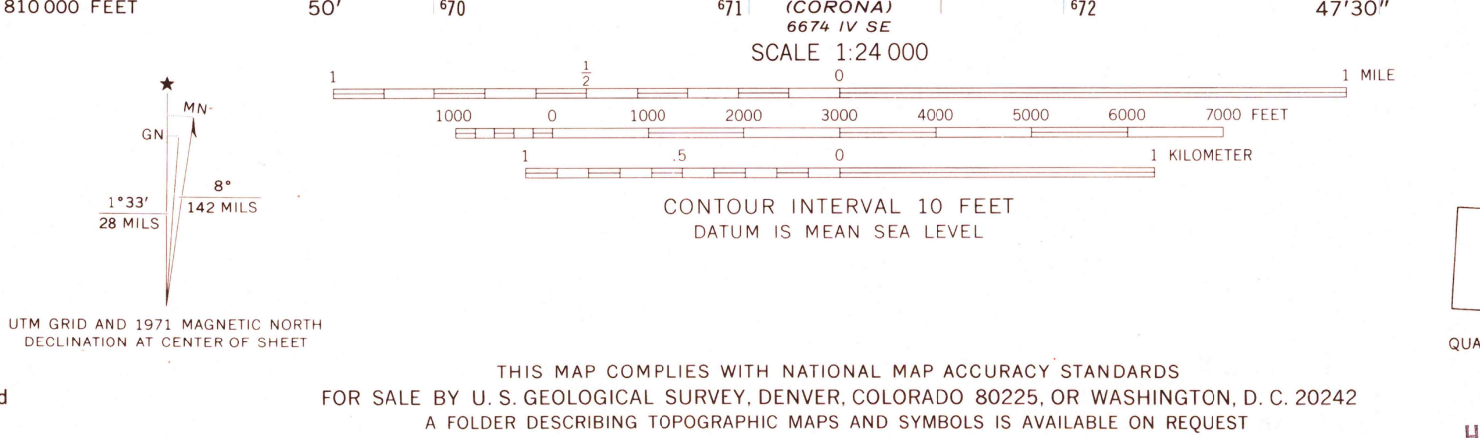 810 000 FEET 50' ⁶70 ⁶71 (CORONA) ⁶72 47'30"
6674 IV SE
SCALE 1:24 000
1 1/2 0 1 MILE
1000 0 1000 2000 3000 4000 5000 6000 7000 FEET
1 .5 0 1 KILOMETER
CONTOUR INTERVAL 10 FEET
DATUM IS MEAN SEA LEVEL
★
MN
GN
1°33'
28 MILS
8°
142 MILS
UTM GRID AND 1971 MAGNETIC NORTH
DECLINATION AT CENTER OF SHEET
QUA
THIS MAP COMPLIES WITH NATIONAL MAP ACCURACY STANDARDS
d
FOR SALE BY U. S. GEOLOGICAL SURVEY, DENVER, COLORADO 80225, OR WASHINGTON, D. C. 20242
A FOLDER DESCRIBING TOPOGRAPHIC MAPS AND SYMBOLS IS AVAILABLE ON REQUEST